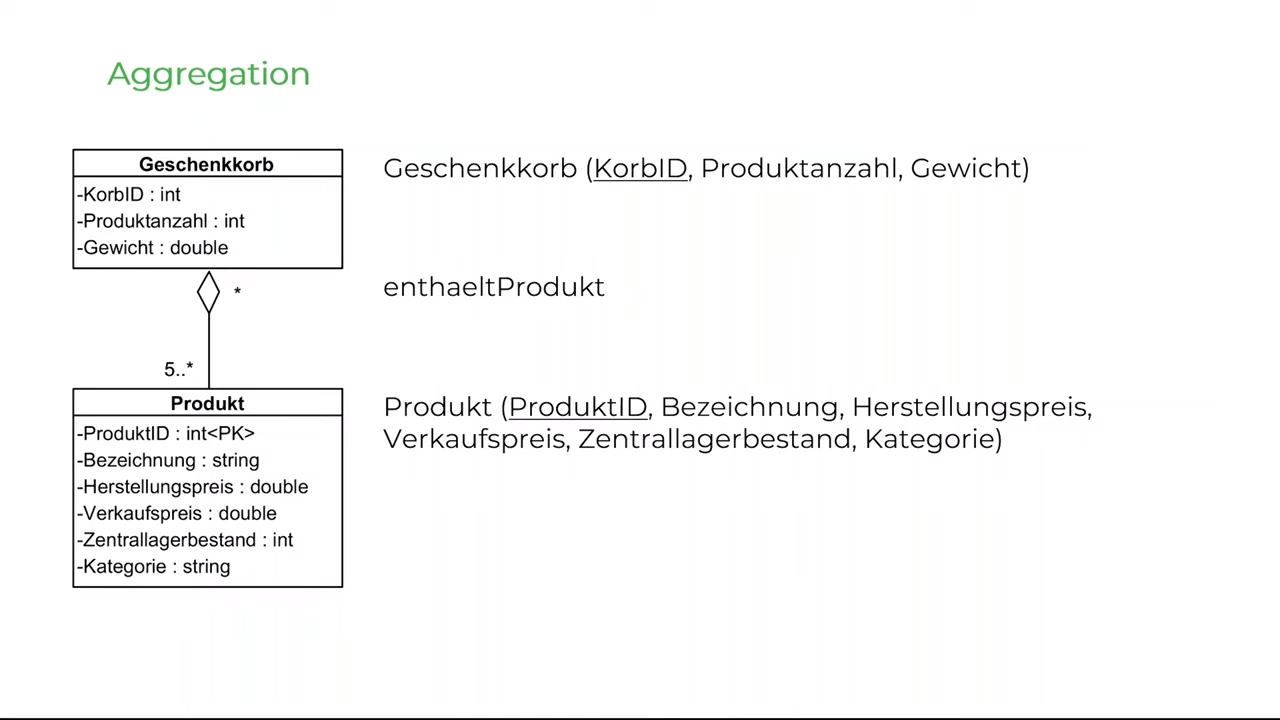 Aggregation
Geschenkkorb
-KorbID : int
-Produktanzahl : int
-Gewicht : double
*
5..*
Produkt
-ProduktID : int<PK>
-Bezeichnung : string
-Herstellungspreis : double
-Verkaufspreis : double
-Zentrallagerbestand : int
-Kategorie : string
Geschenkkorb (KorbID, Produktanzahl, Gewicht)
enthaeltProdukt
Produkt (ProduktID, Bezeichnung, Herstellungspreis,
Verkaufspreis, Zentrallagerbestand, Kategorie)